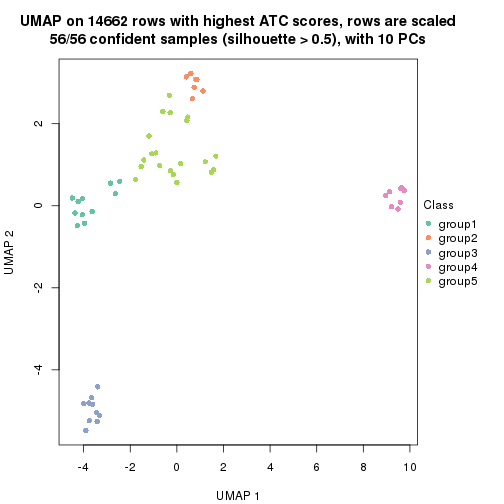 UMAP on 14662 rows with highest ATC scores, rows are scaled
56/56 confident samples (silhouette > 0.5), with 10 PCs
2
0
-2
-4
UMAP 2
-4 -2 0 2 4 6 8 10
UMAP 1
Class
group1
group2
group3
group4
group5